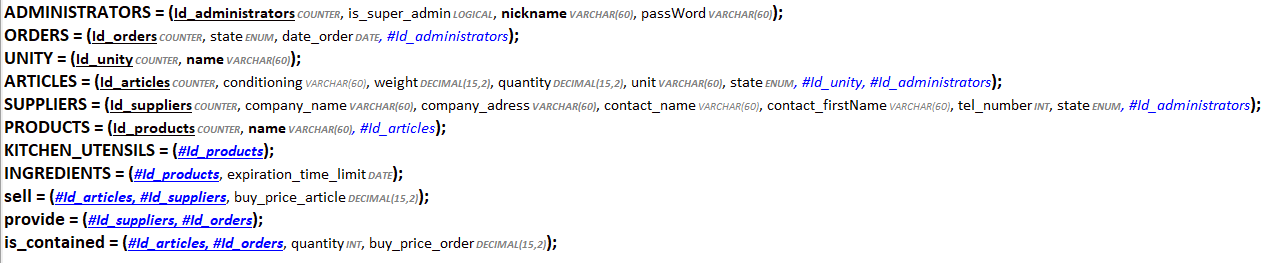 ADMINISTRATORS = (Id_administrators COUNTER, is_super_admin LOGICAL, nickname VARCHAR(60), passWord VARCHAR(60));
ORDERS = (Id_orders COUNTER, state ENUM, date_order DATE, #Id_administrators);
UNITY = (Id_unity COUNTER, name VARCHAR(60));
ARTICLES = (Id_articles COUNTER, conditioning VARCHAR(60), weight DECIMAL(15,2), quantity DECIMAL(15,2), unit VARCHAR(60), state ENUM, #Id_unity, #Id_administrators);
SUPPLIERS = (Id_suppliers COUNTER, company_name VARCHAR(60), company_adress VARCHAR(60), contact_name VARCHAR(60), contact_firstName VARCHAR(60), tel_number INT, state ENUM, #Id_administrators);
PRODUCTS = (Id_products COUNTER, name VARCHAR(60), #Id_articles);
KITCHEN_UTENSILS = (#Id_products);
INGREDIENTS = (#Id_products, expiration_time_limit DATE);
sell = (#Id_articles, #Id_suppliers, buy_price_article DECIMAL(15,2));
provide = (#Id_suppliers, #Id_orders);
is_contained = (#Id_articles, #Id_orders, quantity INT, buy_price_order DECIMAL(15,2));